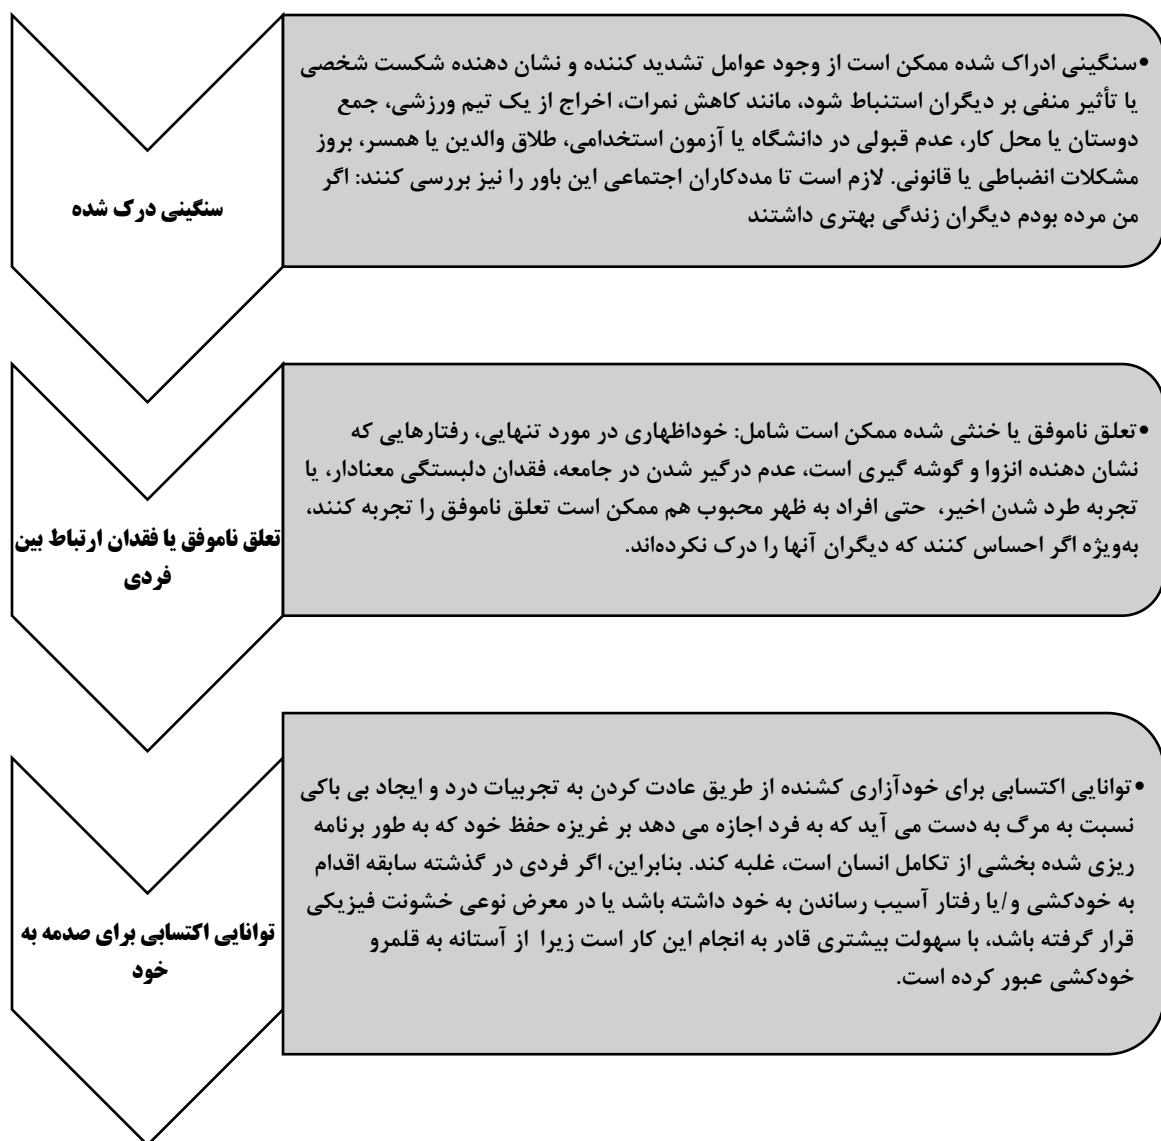 سنگینی درک شده
•سنگینی ادراک شده ممکن است از وجود عوامل تشدید کننده و نشان دهنده شکست شخصی
یا تأثیر منفی بر دیگران استنباط شود، مانند کاهش نمرات، اخراج از یک تیم ورزشی، جمع
دوستان یا محل کار، عدم قبولی در دانشگاه یا آزمون استخدامی، طلاق والدین یا همسر، بروز
مشکلات انضباطی یا قانونی. لازم است تا مددکاران اجتماعی این باور را نیز بررسی کنند: اگر
من مرده بودم دیگران زندگی بهتری داشتند
تعلق ناموفق یا فقدان ارتباط بین
فردی
•تعلق ناموفق یا خنثی شده ممکن است شامل: خوداظهاری در مورد تنهایی، رفتارهایی که
نشان دهنده انزوا و گوشه گیری است، عدم درگیر شدن در جامعه، فقدان دلبستگی معنادار، یا
تجربه طرد شدن اخیر، حتی افراد به ظهر محبوب هم ممکن است تعلق ناموفق را تجربه کنند،
به‌ویژه اگر احساس کنند که دیگران آنها را درک نکرده‌اند.
توانایی اکتسابی برای صدمه به
خود
•توانایی اکتسابی برای خودآزاری کشنده از طریق عادت کردن به تجربیات درد و ایجاد بی باکی
نسبت به مرگ به دست می آید که به فرد اجازه می دهد بر غریزه حفظ خود که به طور برنامه
ریزی شده بخشی از تکامل انسان است، غلبه کند. بنابراین، اگر فردی در گذشته سابقه اقدام
به خودکشی و/یا رفتار آسیب رساندن به خود داشته باشد یا در معرض نوعی خشونت فیزیکی
قرار گرفته باشد، با سهولت بیشتری قادر به انجام این کار است زیرا از آستانه به قلمرو
خودکشی عبور کرده است.